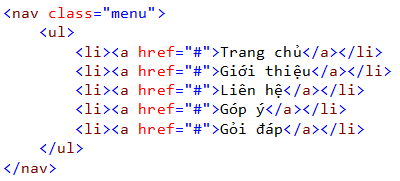 <nav class="menu">
<ul>
<li><a href="#">Trang chủ</a></li>
<li><a href="#">Giới thiệu</a></li>
<li><a href="#">Liên hệ</a></li>
<li><a href="#">Góp ý</a></li>
<li><a href="#">Gỏi đáp</a></li>
</ul>
</nav>